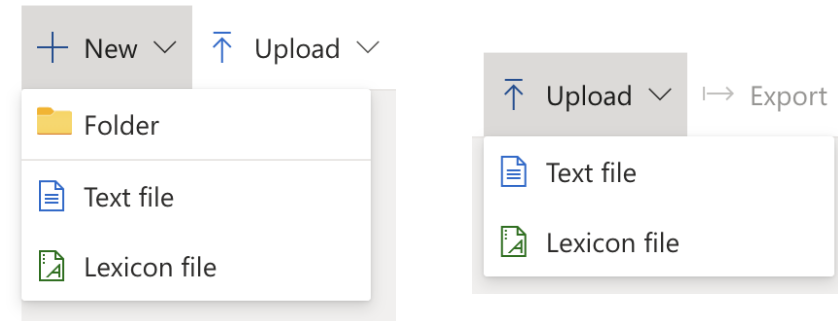 New Upload
Folder
Text file
Lexicon file
Upload Export
Text file
Lexicon file